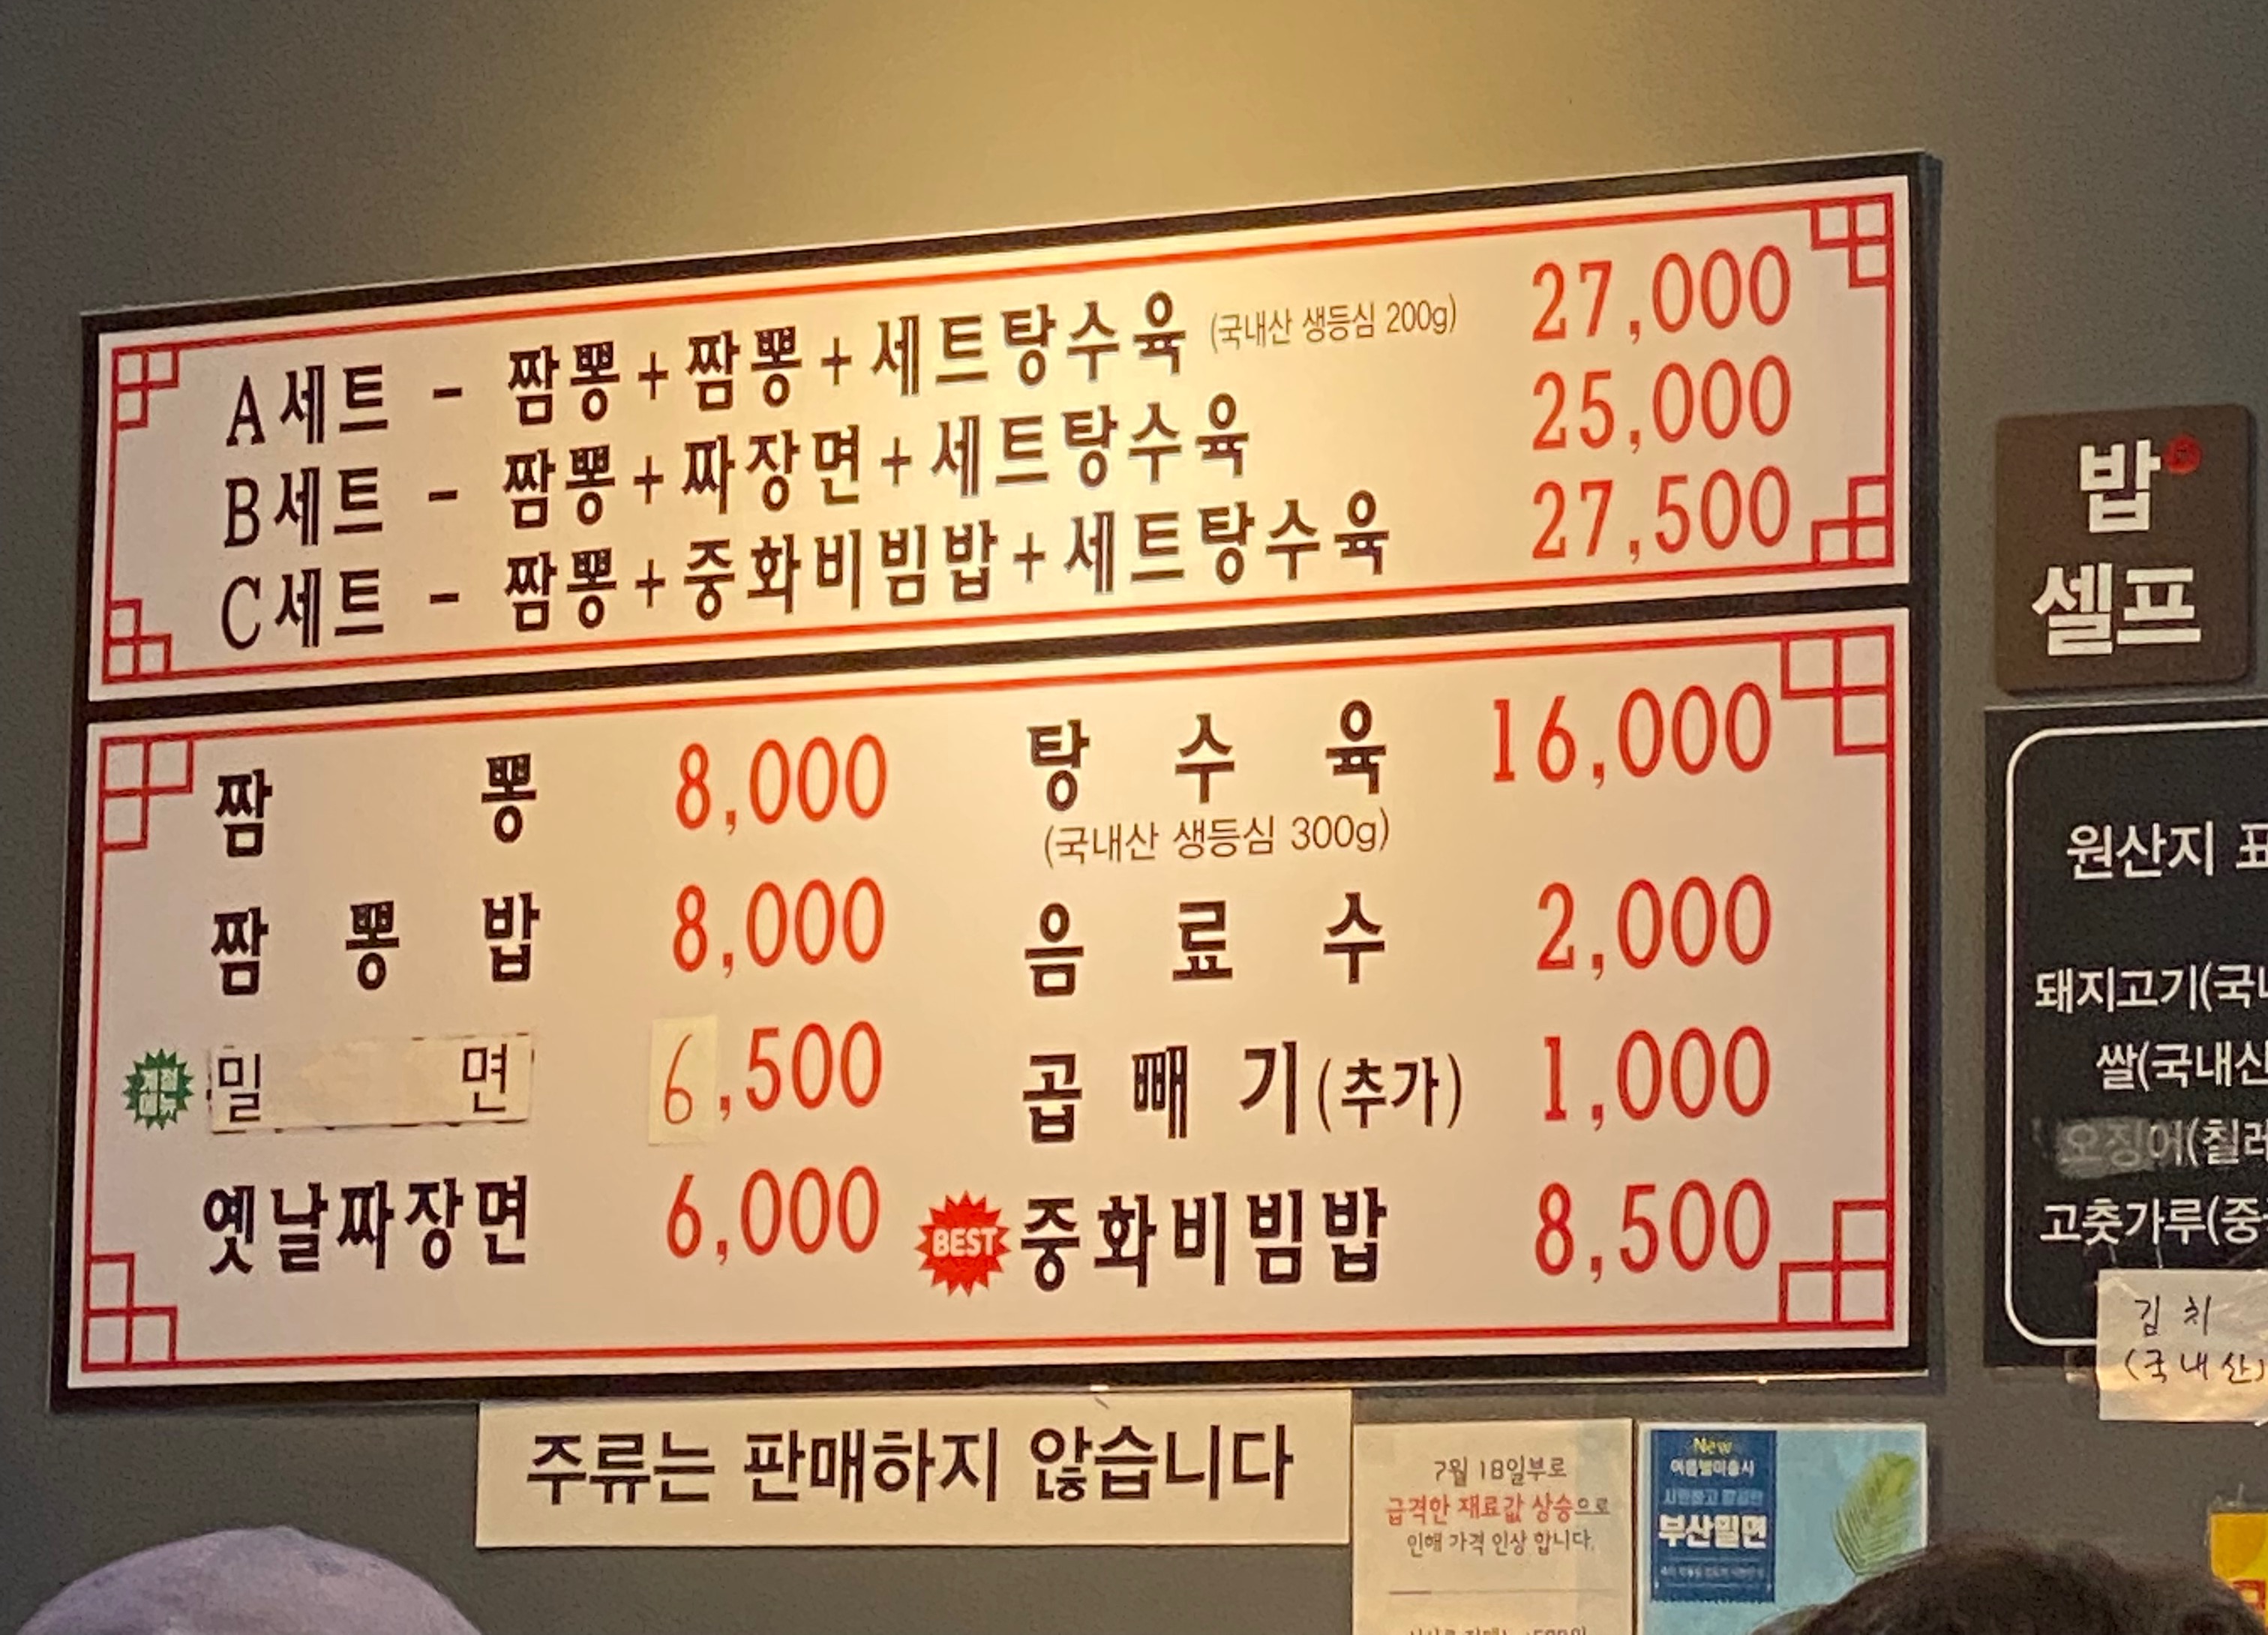 A세트 - 짬뽕+짬뽕+세트탕수육 (국내산 생등심 200g) 27,000
B세트 - 짬뽕+짜장면+세트탕수육 25,000
C세트 - 짬뽕+중화비빔밥+세트탕수육 27,500
짬뽕 8,000
짬뽕밥 8,000
밀면 6,500
옛날짜장면 6,000
탕수육 16,000
(국내산 생등심 300g)
음료수 2,000
곱빼기(추가) 1,000
BEST 중화비빔밥 8,500
밥
셀프
원산지
돼지고기(국내
쌀(국내산
오징어(칠레
고춧가루(중
김치
(국내산)
주류는 판매하지 않습니다
7월 18일부로
급격한 재료값 상승으로
인해 가격 인상 합니다.
New
여름별미출시
부산밀면